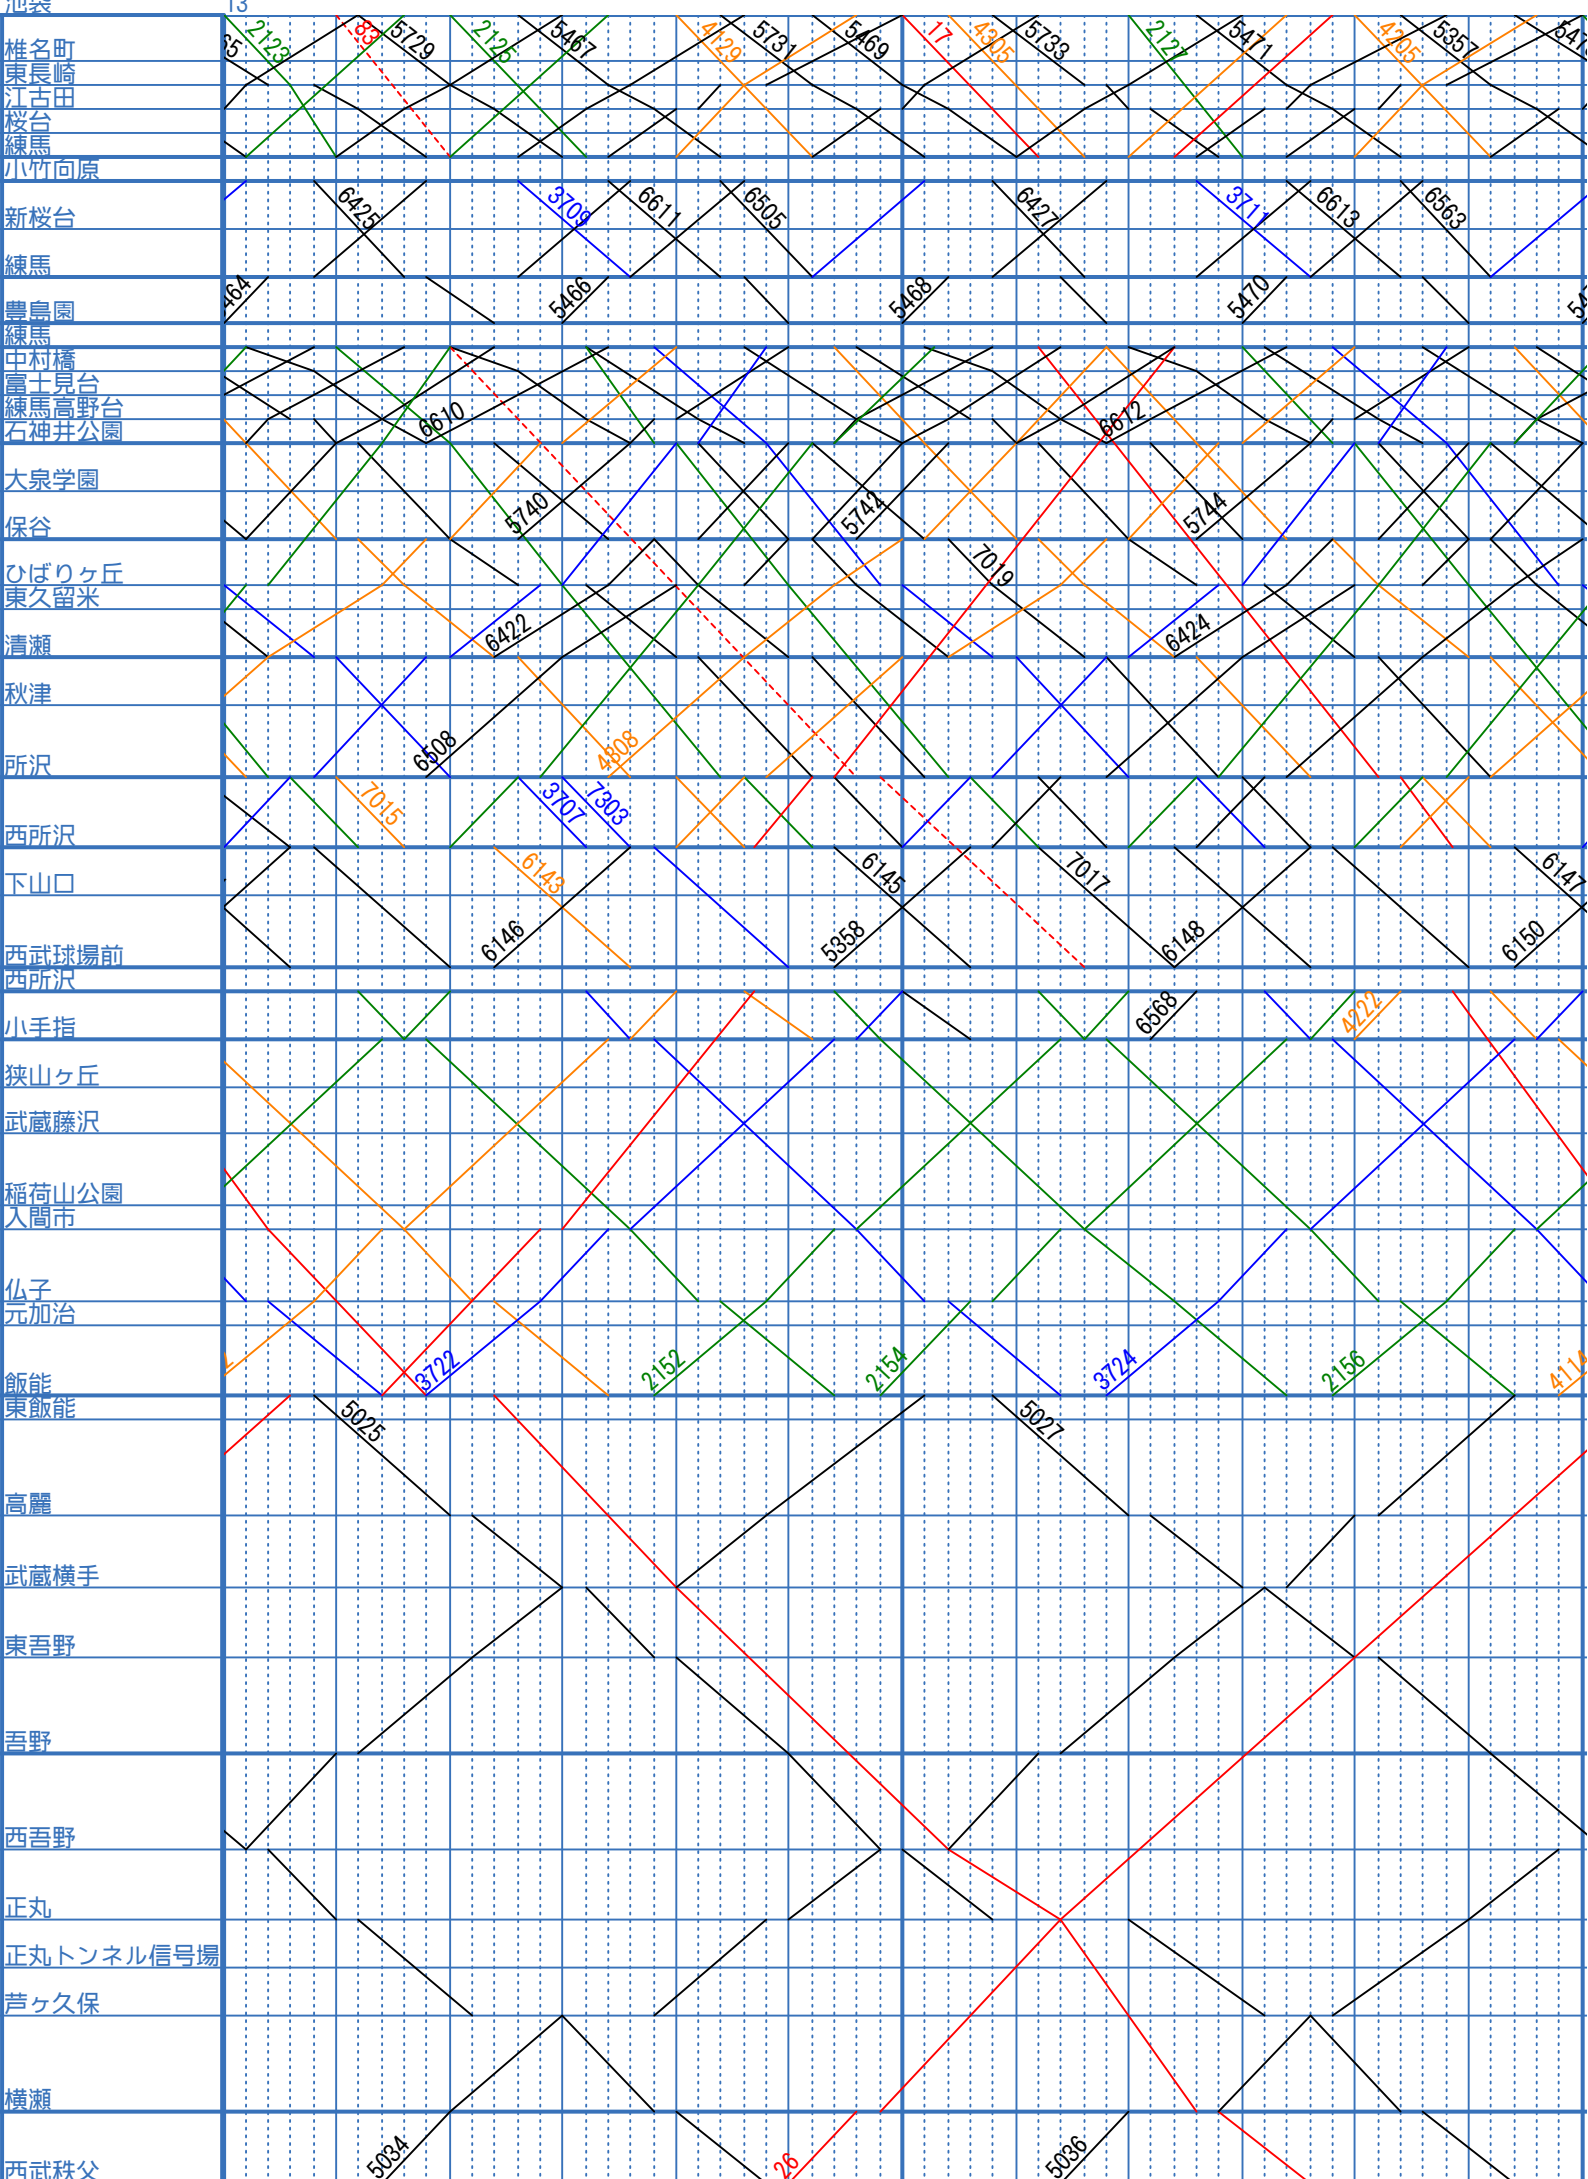 池袋 13
椎名町 65 2123 83 5729 2125 5467 4129 5731 5469 17 4305 5733 2127 5471 4205 5357
東長崎
江古田
桜台
練馬
小竹向原
新桜台 6425 3709 6611 6505 6427 3711 6613 6563
練馬
豊島園 464 5466 5468 5470
練馬
中村橋
富士見台
練馬高野台
石神井公園 6610 6612
大泉学園
保谷 5740 5742 5744
ひばりヶ丘 7019
東久留米
清瀬 6422 6424
秋津
所沢 6508 4808
西所沢 7015 3707 7303
下山口 6143 6145 7017 6147
西武球場前 6146 5358 6148 6150
西所沢
小手指 6568 4222
狭山ヶ丘
武蔵藤沢
稲荷山公園
入間市
仏子
元加治
飯能 3722 2152 2154 3724 2156 4114
東飯能 5025 5027
高麗
武蔵横手
東吾野
吾野
西吾野
正丸
正丸トンネル信号場
芦ヶ久保
横瀬
西武秩父 5034 26 5036